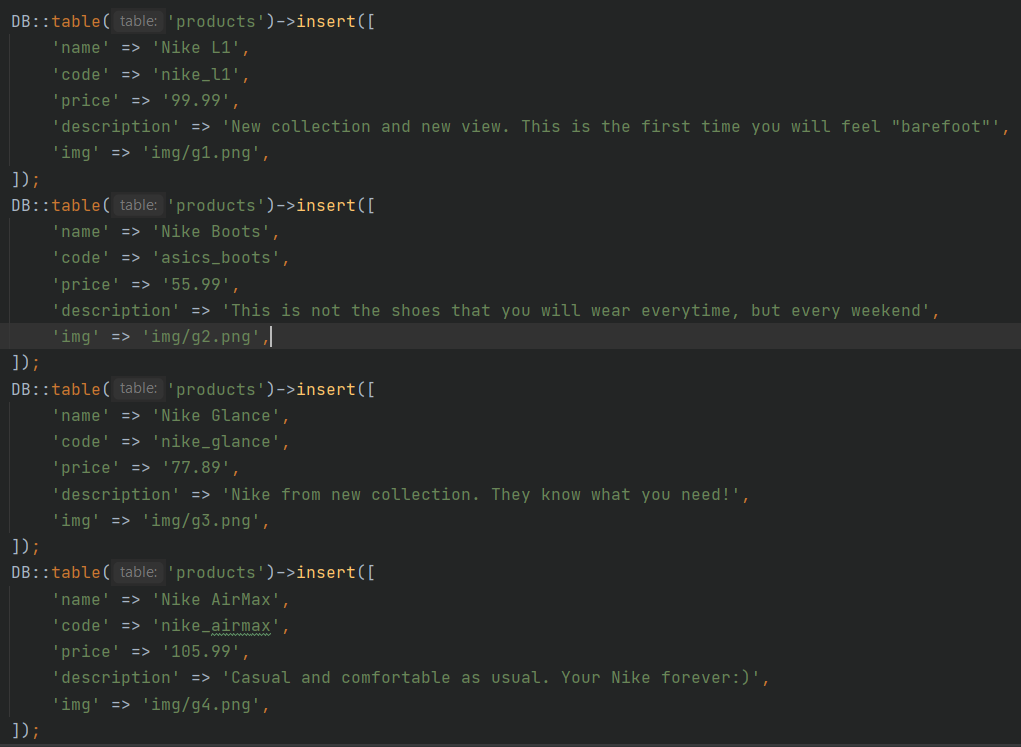 DB::table( table: 'products')->insert([
    'name' => 'Nike L1',
    'code' => 'nike_l1',
    'price' => '99.99',
    'description' => 'New collection and new view. This is the first time you will feel "barefoot"',
    'img' => 'img/g1.png',
]);
DB::table( table: 'products')->insert([
    'name' => 'Nike Boots',
    'code' => 'asics_boots',
    'price' => '55.99',
    'description' => 'This is not the shoes that you will wear everytime, but every weekend',
    'img' => 'img/g2.png',
]);
DB::table( table: 'products')->insert([
    'name' => 'Nike Glance',
    'code' => 'nike_glance',
    'price' => '77.89',
    'description' => 'Nike from new collection. They know what you need!',
    'img' => 'img/g3.png',
]);
DB::table( table: 'products')->insert([
    'name' => 'Nike AirMax',
    'code' => 'nike_airmax',
    'price' => '105.99',
    'description' => 'Casual and comfortable as usual. Your Nike forever:)',
    'img' => 'img/g4.png',
]);